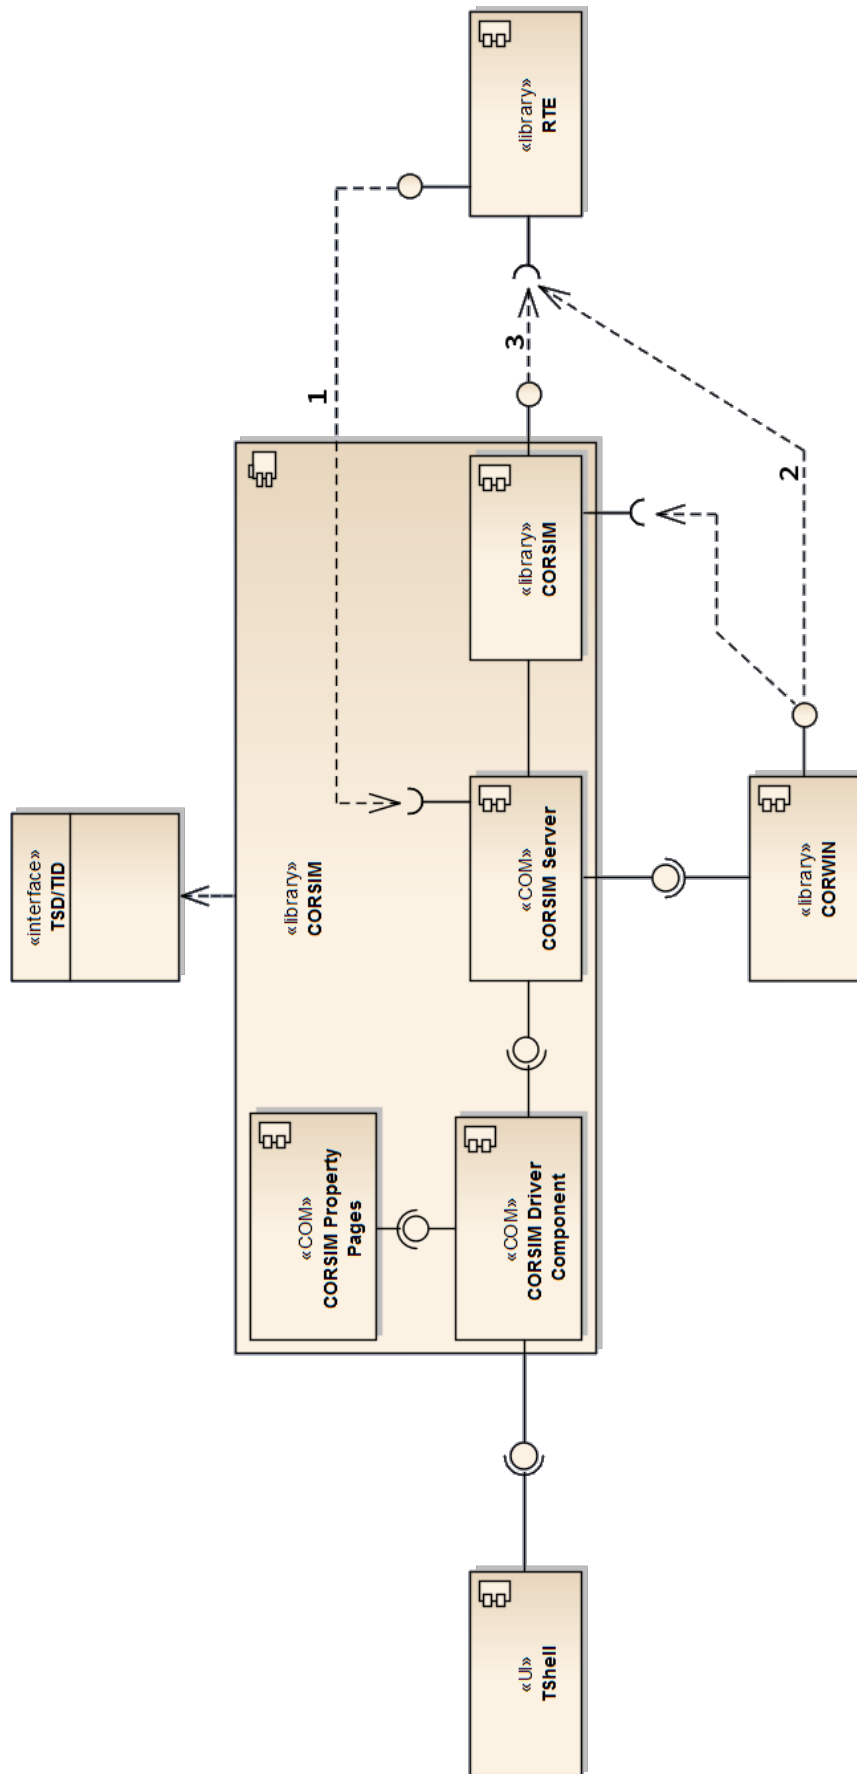 «interface»
TSD/TID
«library»
CORSIM
«COM»
CORSIM Property
Pages
«UI»
TShell
«COM»
CORSIM Driver
Component
«COM»
CORSIM Server
«library»
CORSIM
«library»
RTE
«library»
CORWIN
1
3
2